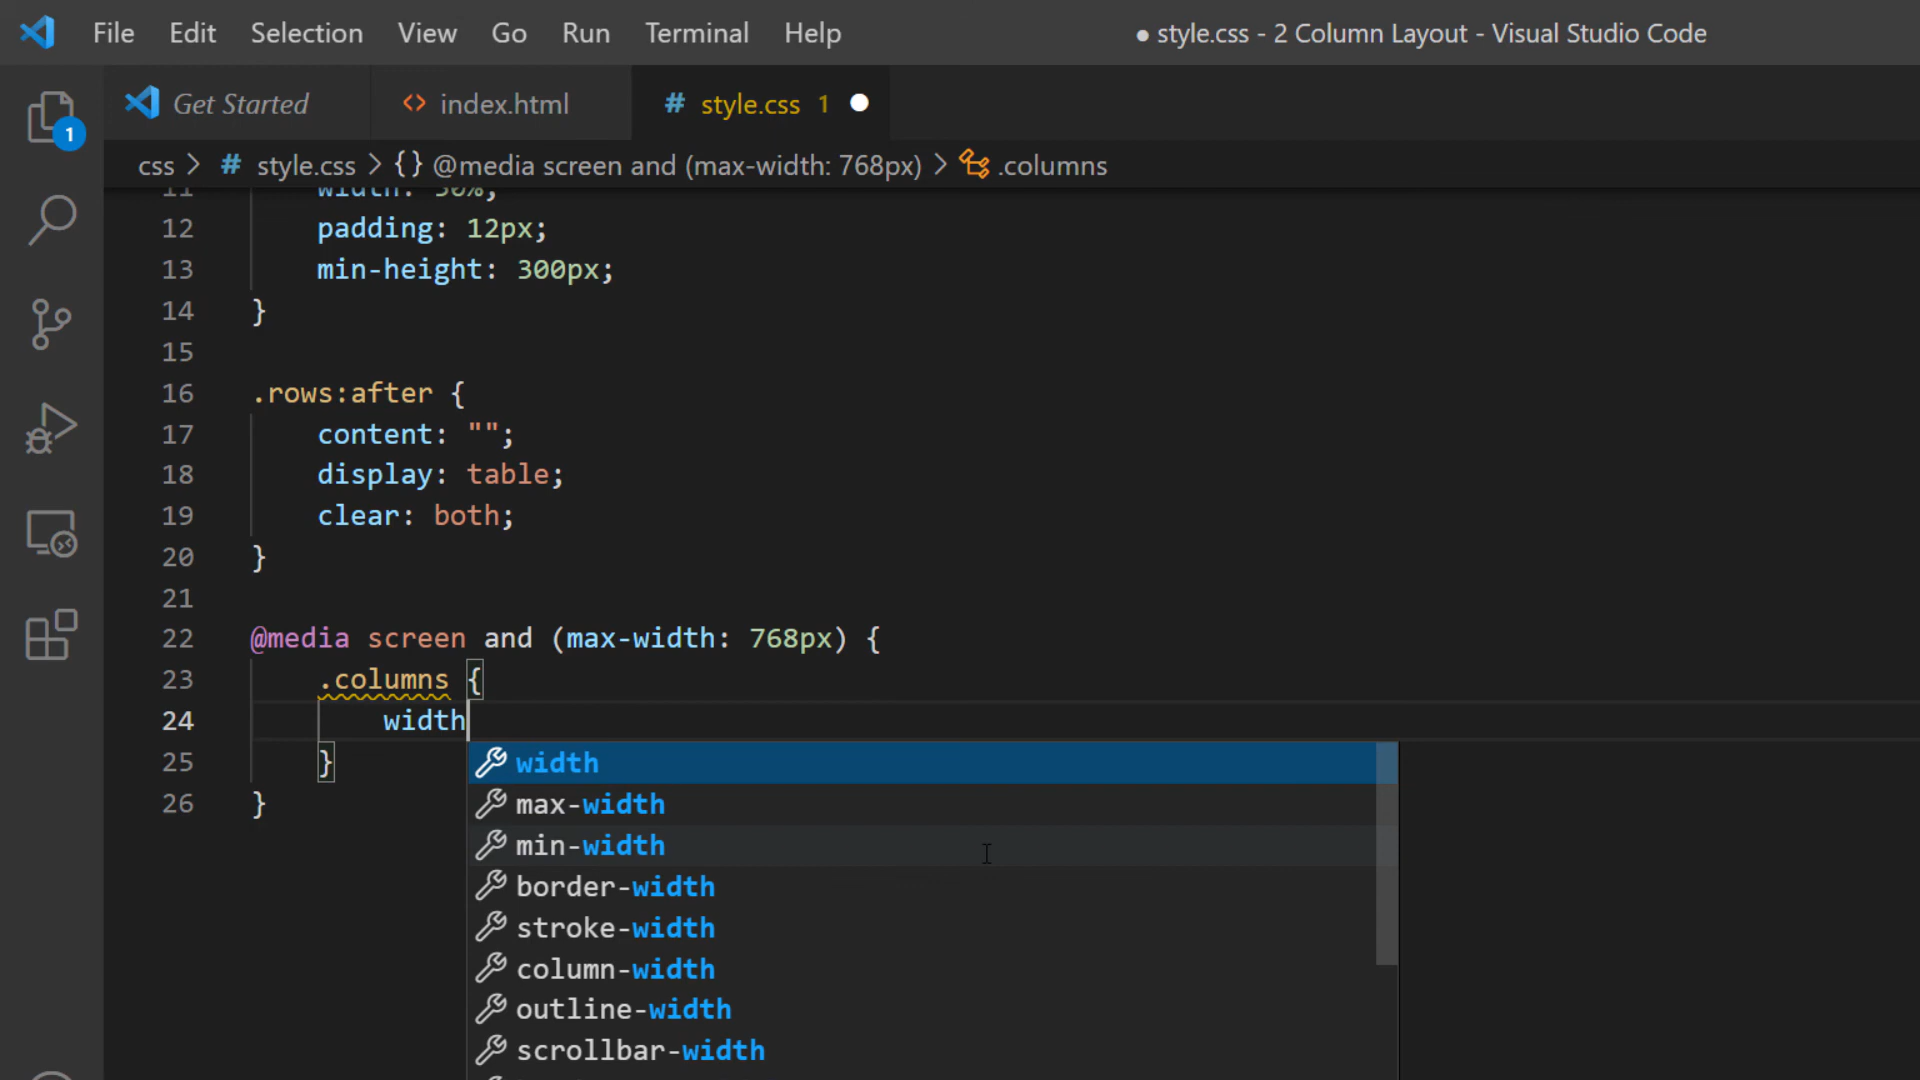 File Edit Selection View Go Run Terminal Help ● style.css - 2 Column Layout - Visual Studio Code
Get Started <> index.html # style.css 1 ●
1
css > # style.css > {} @media screen and (max-width: 768px) > .columns
11 width: 50%;
12 padding: 12px;
13 min-height: 300px;
14 }
15
16 .rows:after {
17 content: "";
18 display: table;
19 clear: both;
20 }
21
22 @media screen and (max-width: 768px) {
23 .columns {
24 width
25 }
26 }
width
max-width
min-width
border-width
stroke-width
column-width
outline-width
scrollbar-width